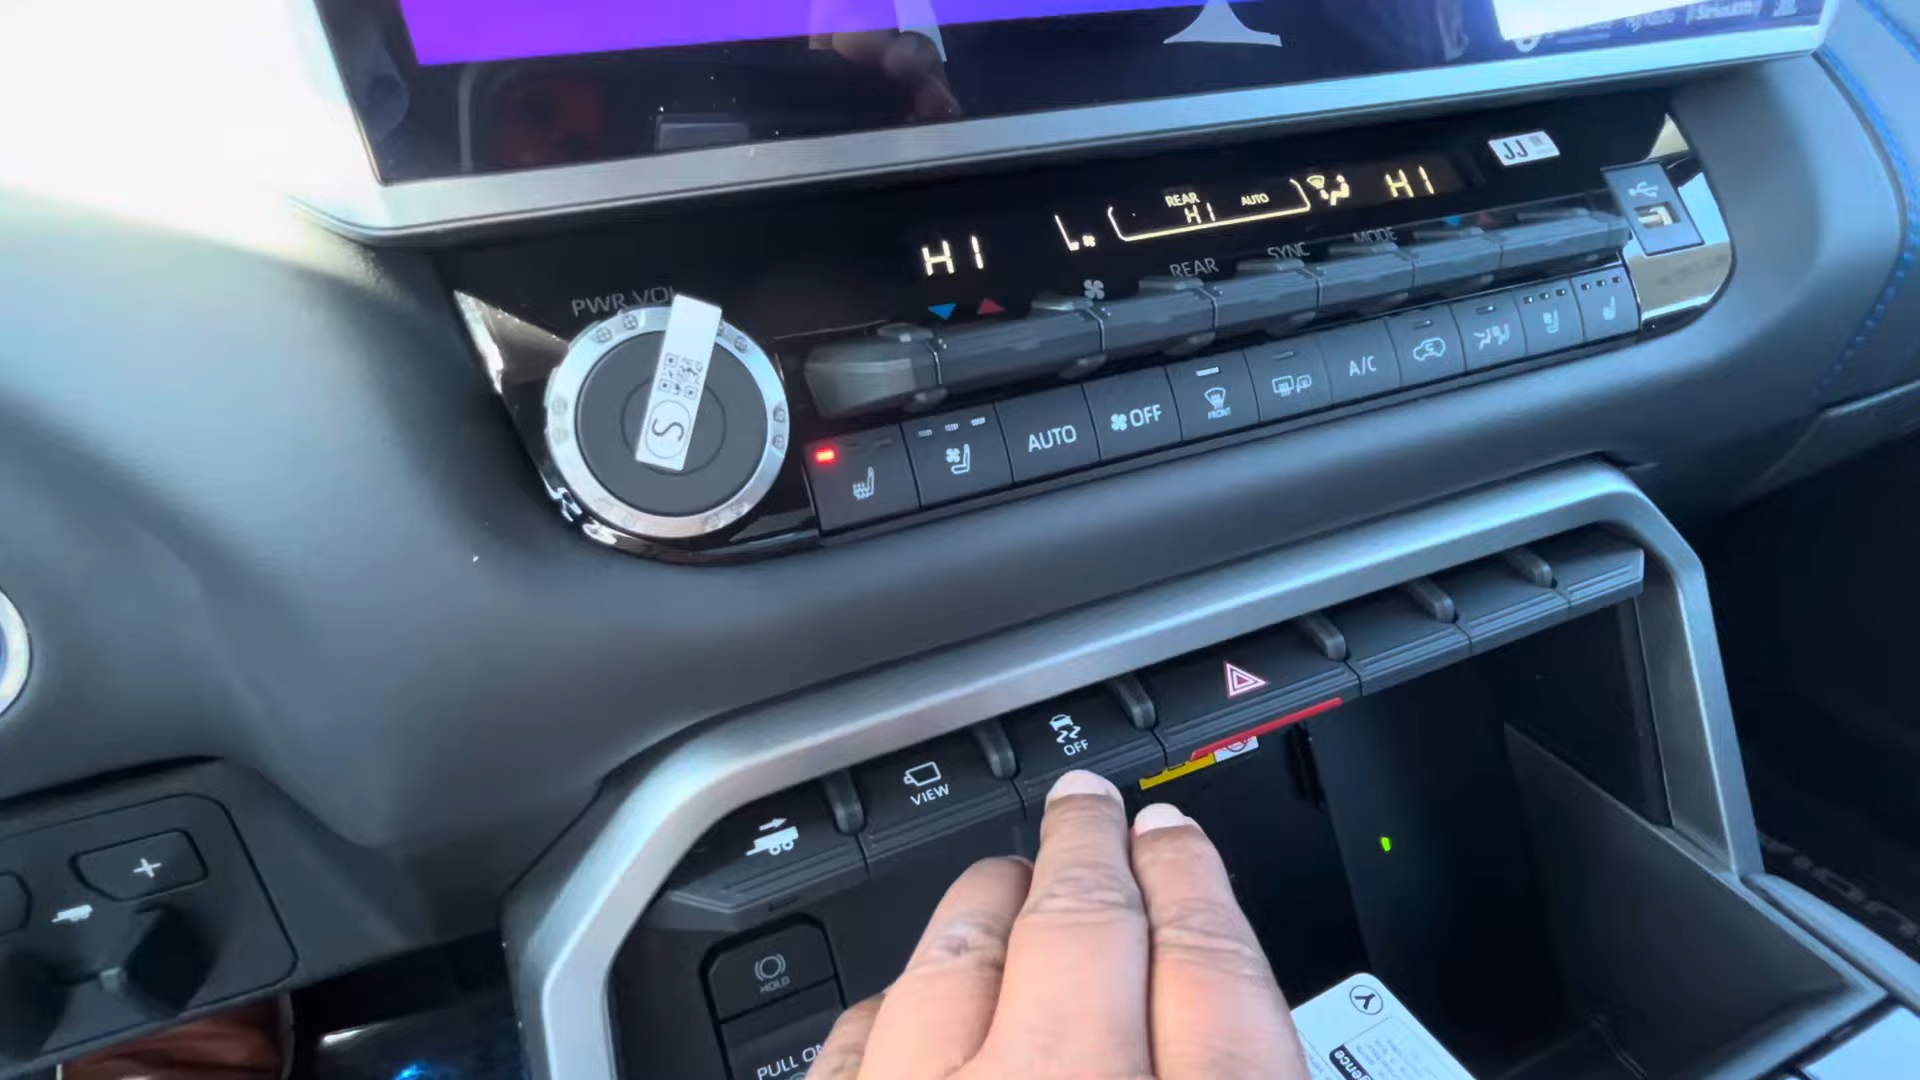 SiriusXM
JJ
HI
REAR
HI
AUTO
HI
PWR VOL
REAR
SYNC
MODE
S
AUTO
OFF
FRONT
A/C
OFF
VIEW
+
HOLD
PULL ON
Y